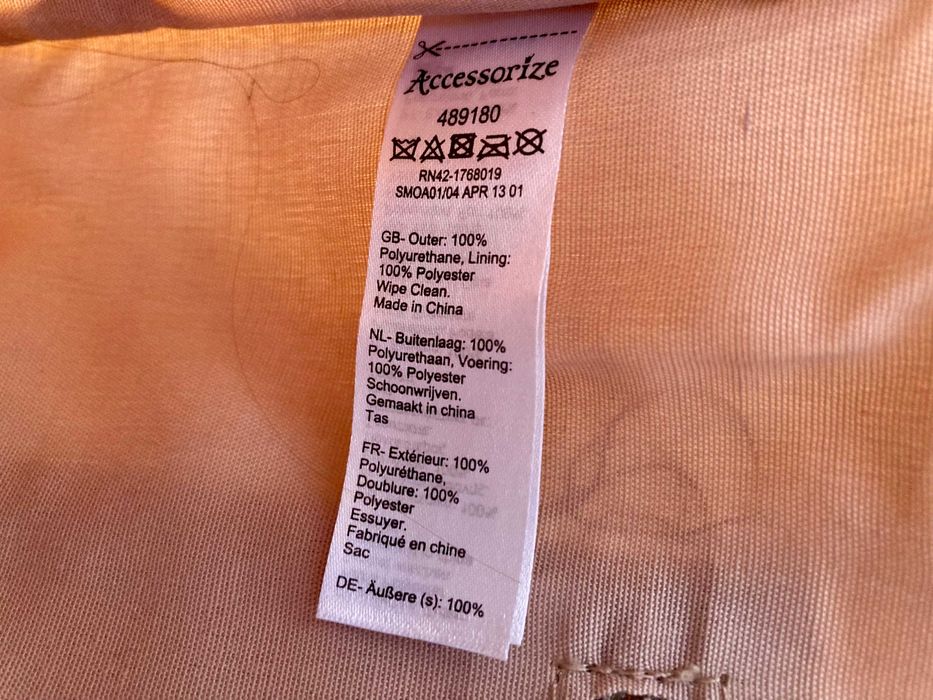 Accessorize
489180
RN42-1768019
SMOA01/04 APR 13 01
GB- Outer: 100%
Polyurethane, Lining:
100% Polyester
Wipe Clean.
Made in China
NL- Buitenlaag: 100%
Polyurethaan, Voering:
100% Polyester
Schoonwrijven.
Gemaakt in china
Tas
FR- Extérieur: 100%
Polyuréthane,
Doublure: 100%
Polyester
Essuyer.
Fabriqué en chine
Sac
DE- Äußere (s): 100%